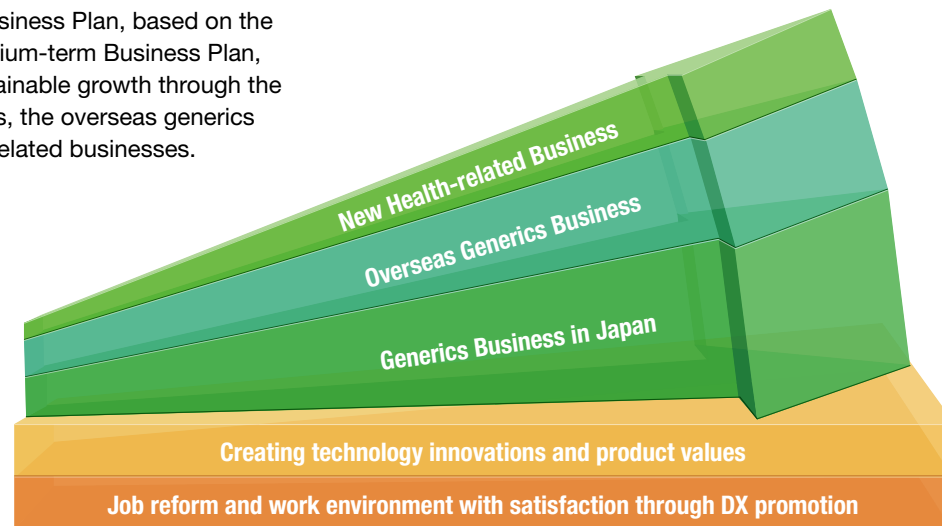 siness Plan, based on the
ium-term Business Plan,
ainable growth through the
s, the overseas generics
elated businesses.
New Health-related Business
Overseas Generics Business
Generics Business in Japan
Creating technology innovations and product values
Job reform and work environment with satisfaction through DX promotion